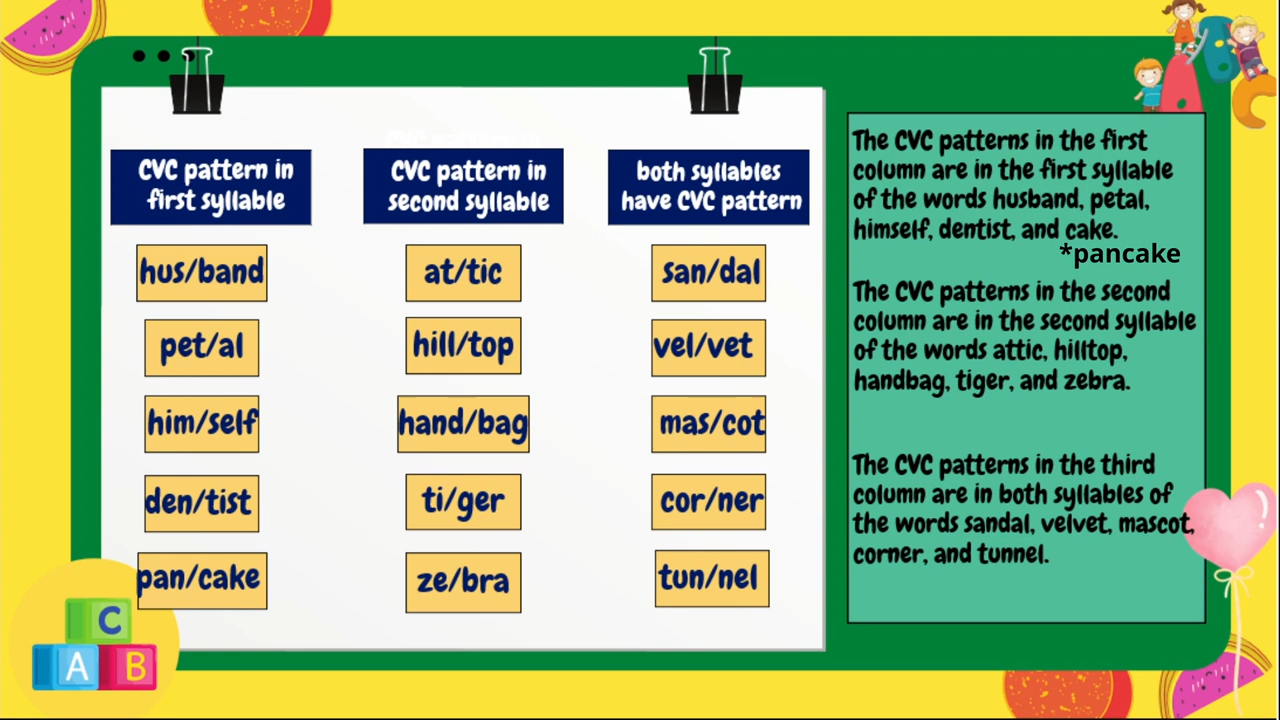 CVC pattern in
first syllable
hus/band
pet/al
him/self
den/tist
pan/cake
CVC pattern in
second syllable
at/tic
hill/top
hand/bag
ti/ger
ze/bra
both syllables
have CVC pattern
san/dal
vel/vet
mas/cot
cor/ner
tun/nel
The CVC patterns in the first
column are in the first syllable
of the words husband, petal,
himself, dentist, and cake.
*pancake
The CVC patterns in the second
column are in the second syllable
of the words attic, hilltop,
handbag, tiger, and zebra.
The CVC patterns in the third
column are in both syllables of
the words sandal, velvet, mascot,
corner, and tunnel.
A B C
C
A B